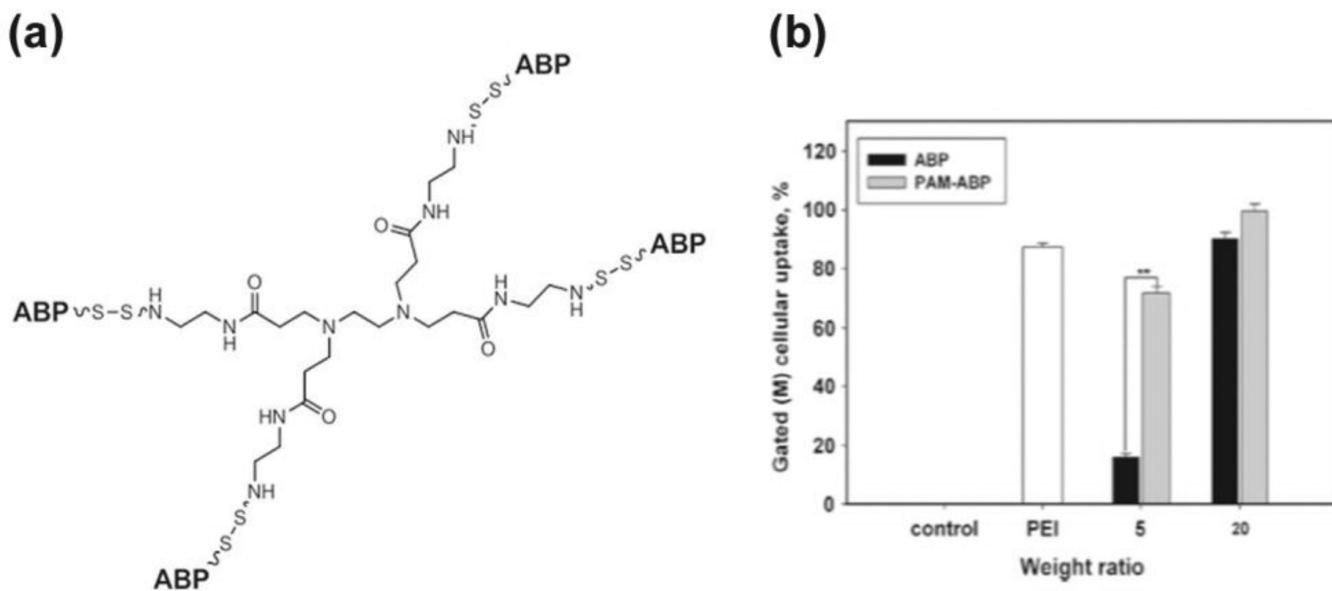 (a)
ABP
S
S
NH
NH
O
ABP
S
S
H
N
N
H
O
N
N
O
N
H
H
N
S
S
ABP
HN
O
NH
S
S
ABP
(b)
Gated (M) cellular uptake, %
120
100
80
60
40
20
0
ABP
PAM-ABP
**
control PEI 5 20
Weight ratio